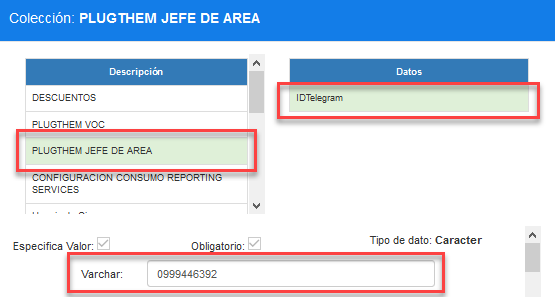 Colección: PLUGTHEM JEFE DE AREA
Descripción
DESCUENTOS
PLUGTHEM VOC
PLUGTHEM JEFE DE AREA
CONFIGURACION CONSUMO REPORTING
SERVICES
Datos
IDTelegram
Especifica Valor:
Obligatorio:
Tipo de dato: Caracter
Varchar: 0999446392